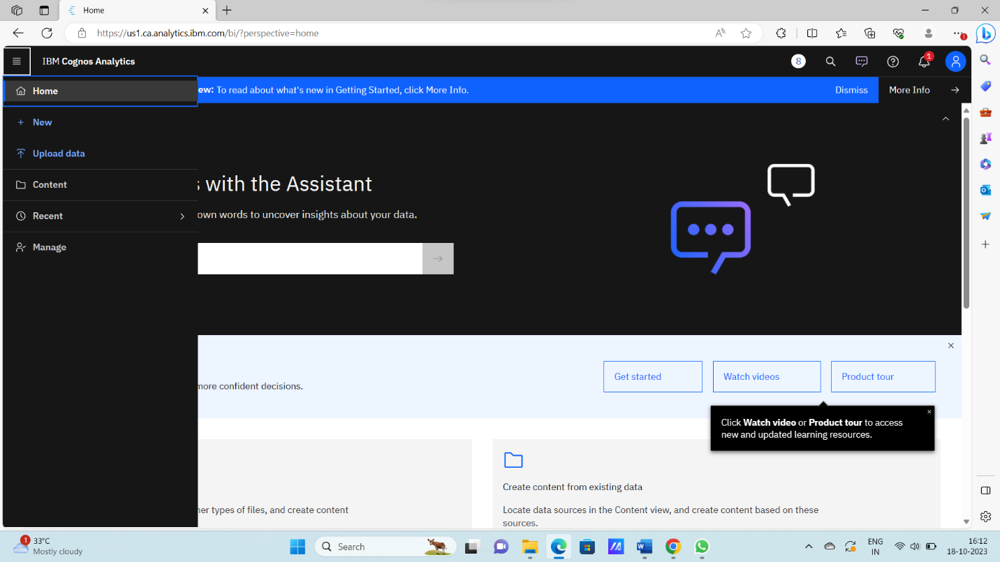 Home
https://us1.ca.analytics.ibm.com/bi/?perspective=home
IBM Cognos Analytics
8
1
Home
ew: To read about what's new in Getting Started, click More Info.
Dismiss
More Info
New
Upload data
Content
Recent
Manage
s with the Assistant
own words to uncover insights about your data.
more confident decisions.
Get started
Watch videos
Product tour
Click Watch video or Product tour to access
new and updated learning resources.
her types of files, and create content
Create content from existing data
Locate data sources in the Content view, and create content based on these
sources.
1
33°C
Mostly cloudy
Search
ENG
IN
16:12
18-10-2023